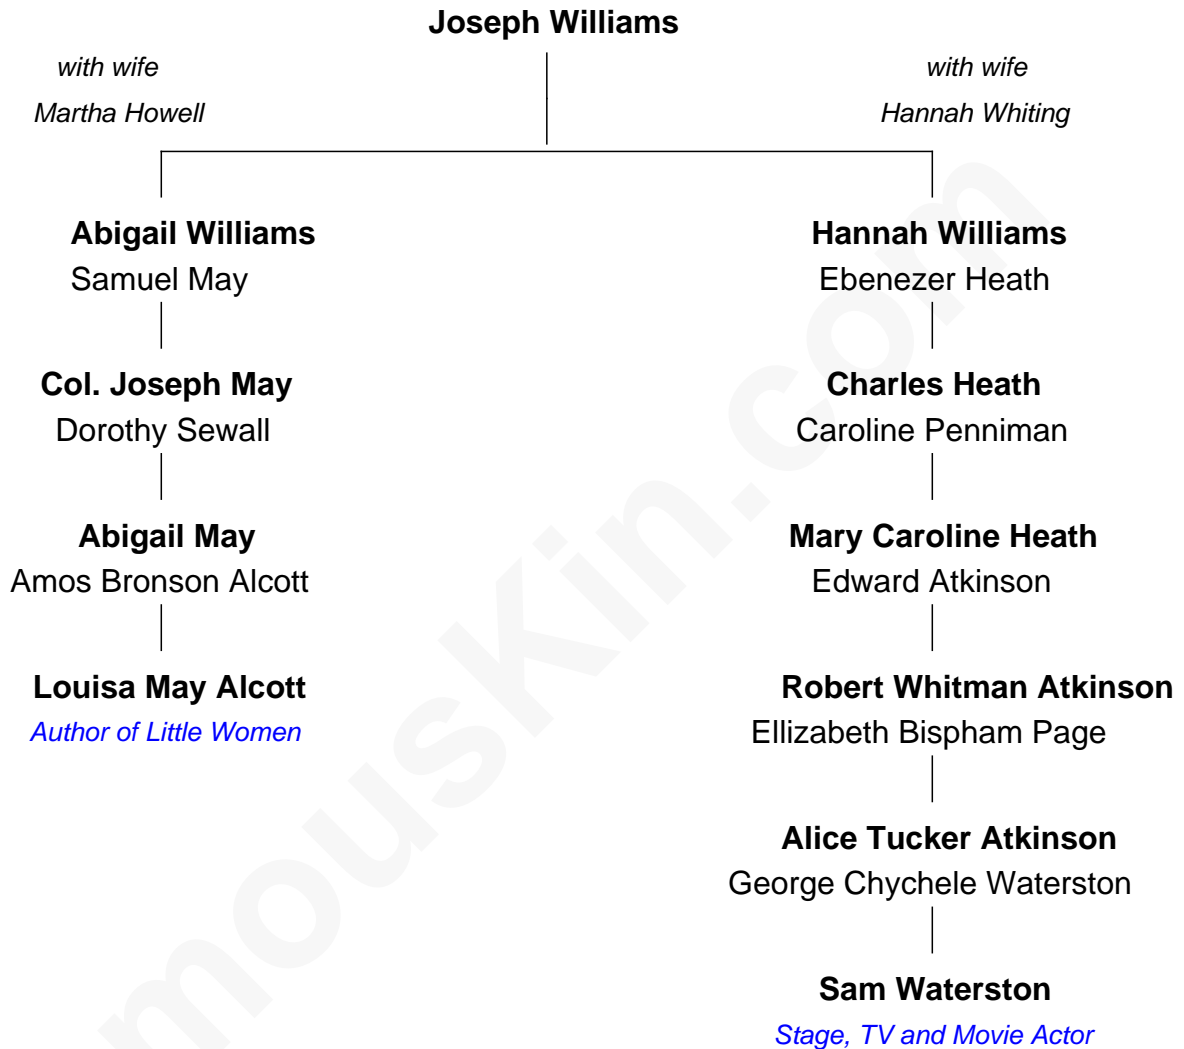 Joseph Williams
with wife
Martha Howell
with wife
Hannah Whiting
Abigail Williams
Samuel May
Hannah Williams
Ebenezer Heath
Col. Joseph May
Dorothy Sewall
Charles Heath
Caroline Penniman
Abigail May
Amos Bronson Alcott
Mary Caroline Heath
Edward Atkinson
Louisa May Alcott
Author of Little Women
Robert Whitman Atkinson
Ellizabeth Bispham Page
Alice Tucker Atkinson
George Chychele Waterston
Sam Waterston
Stage, TV and Movie Actor
mouskin.com